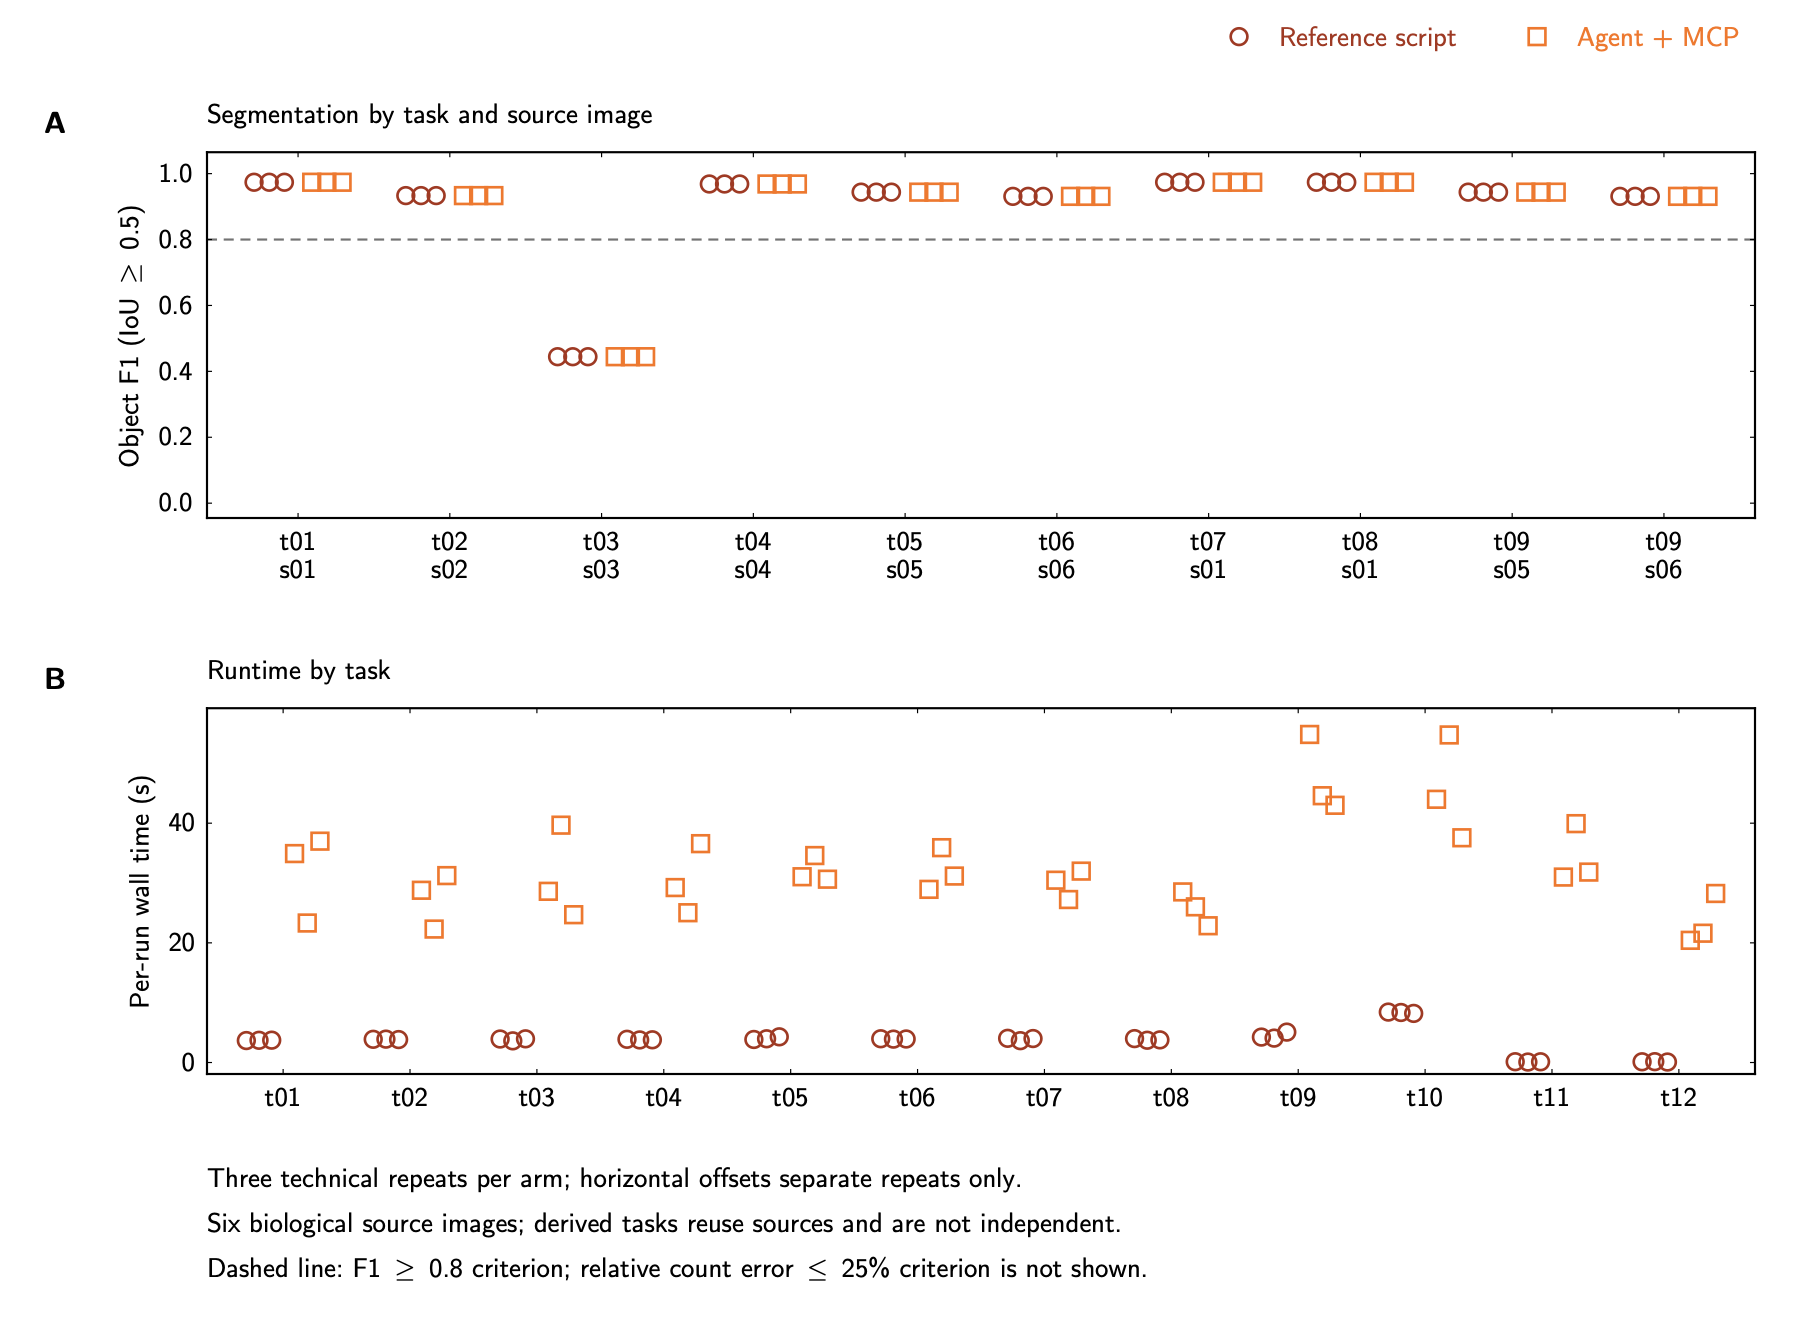 Reference script
Agent + MCP
A
Segmentation by task and source image
Object F1 (IoU ≥ 0.5)
1.0
0.8
0.6
0.4
0.2
0.0
t01 t02 t03 t04 t05 t06 t07 t08 t09 t09
s01 s02 s03 s04 s05 s06 s01 s01 s05 s06
B
Runtime by task
Per-run wall time (s)
40
20
0
t01 t02 t03 t04 t05 t06 t07 t08 t09 t10 t11 t12
Three technical repeats per arm; horizontal offsets separate repeats only.
Six biological source images; derived tasks reuse sources and are not independent.
Dashed line: F1 ≥ 0.8 criterion; relative count error ≤ 25% criterion is not shown.